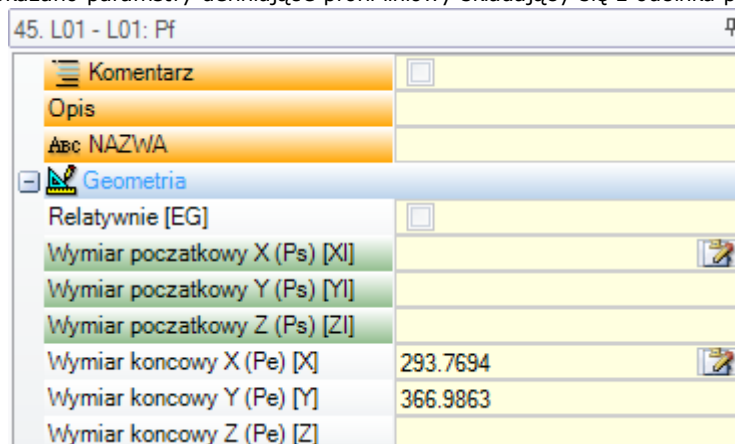 45. L01 - L01: Pf
Komentarz
Opis
ABC NAZWA
Geometria
Relatywnie [EG]
Wymiar poczatkowy X (Ps) [XI]
Wymiar poczatkowy Y (Ps) [YI]
Wymiar poczatkowy Z (Ps) [ZI]
Wymiar koncowy X (Pe) [X] 293.7694
Wymiar koncowy Y (Pe) [Y] 366.9863
Wymiar koncowy Z (Pe) [Z]